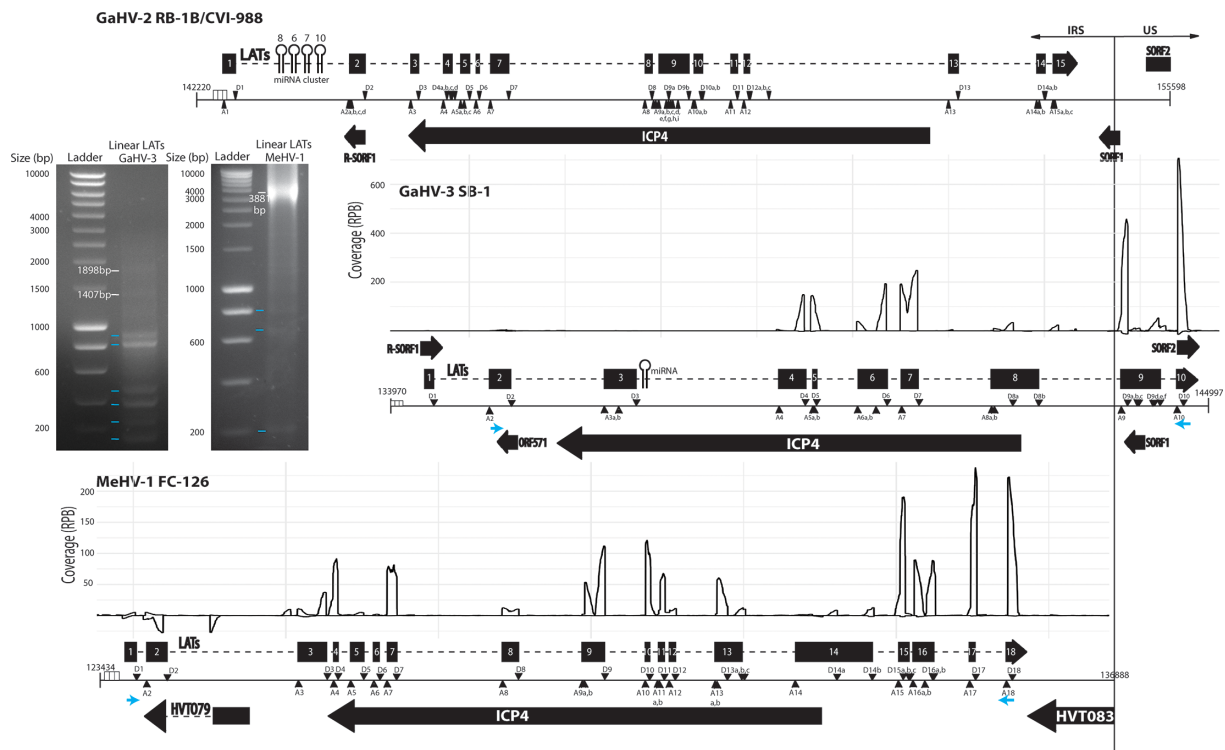 GaHV-2 RB-1B/CVI-988
IRS US
LATs
8 6 7 10
miRNA cluster
SORF2
1 2 3 4 5 6 7 8 9 10 11 12 13 14 15
D1 D2 D3 D4a,b,c,d D5 D6 D7 D8 D9a D9b D10a,b D11 D12a,b,c D13 D14a,b
142220 155598
A1 A2a,b,c,d A3 A4 A5a,b,c A6 A7 A8 A9a,b,c,d, A10a,b A11 A12 A13 A14a,b A15a,b,c
e,f,g,h,i
R-SORF1 ICP4 SORF1
Size (bp) Ladder Linear LATs GaHV-3
10000
4000
3000
2000
1898bp
1500
1407bp
1000
600
200
Size (bp) Ladder Linear LATs MeHV-1
10000
4000
3881 bp
3000
2000
1500
1000
600
200
GaHV-3 SB-1
Coverage (RPB)
600
400
200
R-SORF1 SORF2
LATs
miRNA
1 2 3 4 5 6 7 8 9 10
133970 144997
D1 D2 D3 D4 D5 D6 D7 D8a D8b D9a,b,c D9d,e,f D10
A2 A3a,b A4 A5a,b A6a,b A7 A8a,b A9 A10
ORF571 ICP4 SORF1
MeHV-1 FC-126
Coverage (RPB)
200
150
100
50
LATs
1 2 3 4 5 6 7 8 9 10 11 12 13 14 15 16 17 18
123434 136888
D1 D2 D3 D4 D5 D6 D7 D8 D9 D10 D11 D12 D13a,b,c D14a D14b D15a,b,c D16a,b D17 D18
A2 A3 A4 A5 A6 A7 A8 A9a,b A10 A11 A12 A13 A14 A15 A16a,b A17 A18
a,b a,b
HVT079 ICP4 HVT083